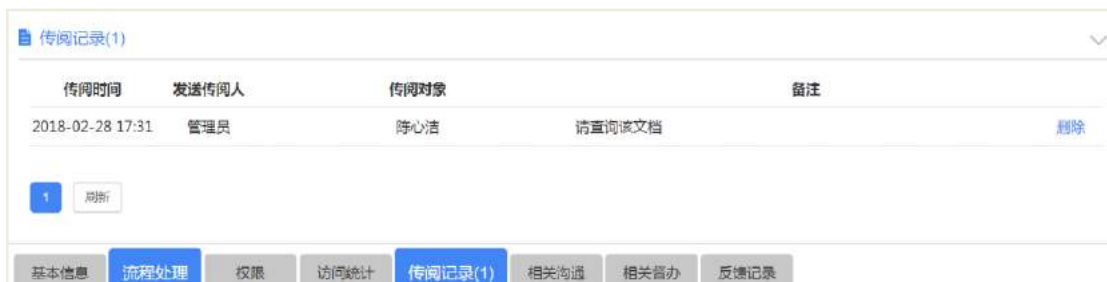 传阅记录(1)
传阅时间 发送传阅人 传阅对象 备注
2018-02-28 17:31 管理员 陈心洁 请查阅该文档 删除
1 刷新
基本信息 流程处理 权限 访问统计 传阅记录(1) 相关沟通 相关督办 反馈记录